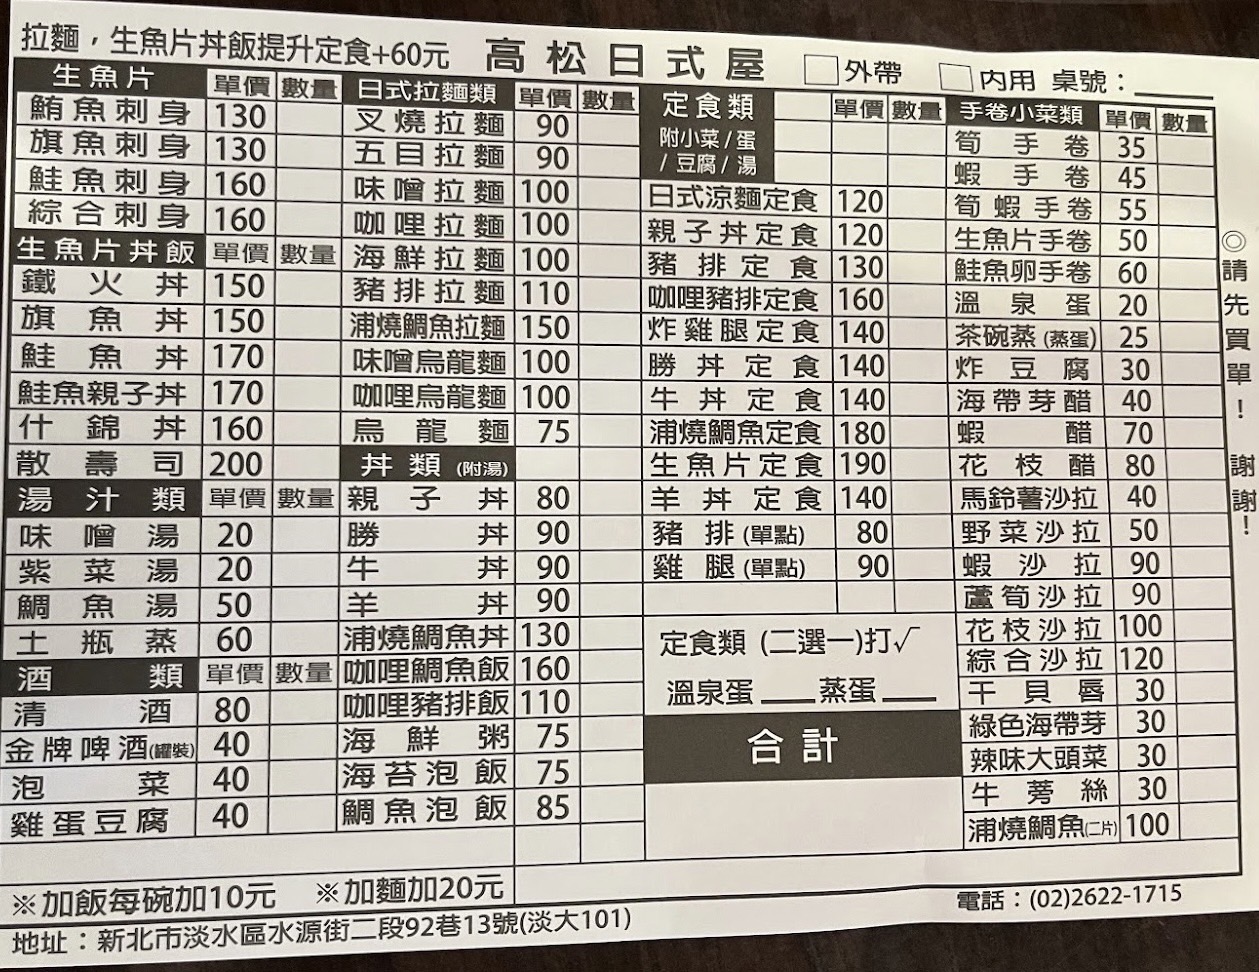 拉麵，生魚片丼飯提升定食+60元 高松日式屋 □外帶 □內用 桌號：
生魚片 單價 數量
鮪魚刺身 130
旗魚刺身 130
鮭魚刺身 160
綜合刺身 160
生魚片丼飯 單價 數量
鐵火丼 150
旗魚丼 150
鮭魚丼 170
鮭魚親子丼 170
什錦丼 160
散壽司 200
湯汁類 單價 數量
味噌湯 20
紫菜湯 20
鯛魚湯 50
土瓶蒸 60
酒類 單價 數量
清酒 80
金牌啤酒(罐裝) 40
泡菜 40
雞蛋豆腐 40
日式拉麵類 單價 數量
叉燒拉麵 90
五目拉麵 90
味噌拉麵 100
咖哩拉麵 100
海鮮拉麵 100
豬排拉麵 110
浦燒鯛魚拉麵 150
味噌烏龍麵 100
咖哩烏龍麵 100
烏龍麵 75
丼類(附湯)
親子丼 80
勝丼 90
牛丼 90
羊丼 90
浦燒鯛魚丼 130
咖哩鯛魚飯 160
咖哩豬排飯 110
海鮮粥 75
海苔泡飯 75
鯛魚泡飯 85
定食類 單價 數量
附小菜/蛋
/豆腐/湯
日式涼麵定食 120
親子丼定食 120
豬排定食 130
咖哩豬排定食 160
炸雞腿定食 140
勝丼定食 140
牛丼定食 140
浦燒鯛魚定食 180
生魚片定食 190
羊丼定食 140
豬排(單點) 80
雞腿(單點) 90
定食類(二選一)打√
溫泉蛋___蒸蛋___
合計
手卷小菜類 單價 數量
筍手卷 35
蝦手卷 45
筍蝦手卷 55
生魚片手卷 50
鮭魚卵手卷 60
溫泉蛋 20
茶碗蒸(蒸蛋) 25
炸豆腐 30
海帶芽醋 40
蝦醋 70
花枝醋 80
馬鈴薯沙拉 40
野菜沙拉 50
蝦沙拉 90
蘆筍沙拉 90
花枝沙拉 100
綜合沙拉 120
干貝唇 30
綠色海帶芽 30
辣味大頭菜 30
牛蒡絲 30
浦燒鯛魚(二片) 100
◎請先買單！謝謝！
※加飯每碗加10元 ※加麵加20元
電話：(02)2622-1715
地址：新北市淡水區水源街二段92巷13號(淡大101)